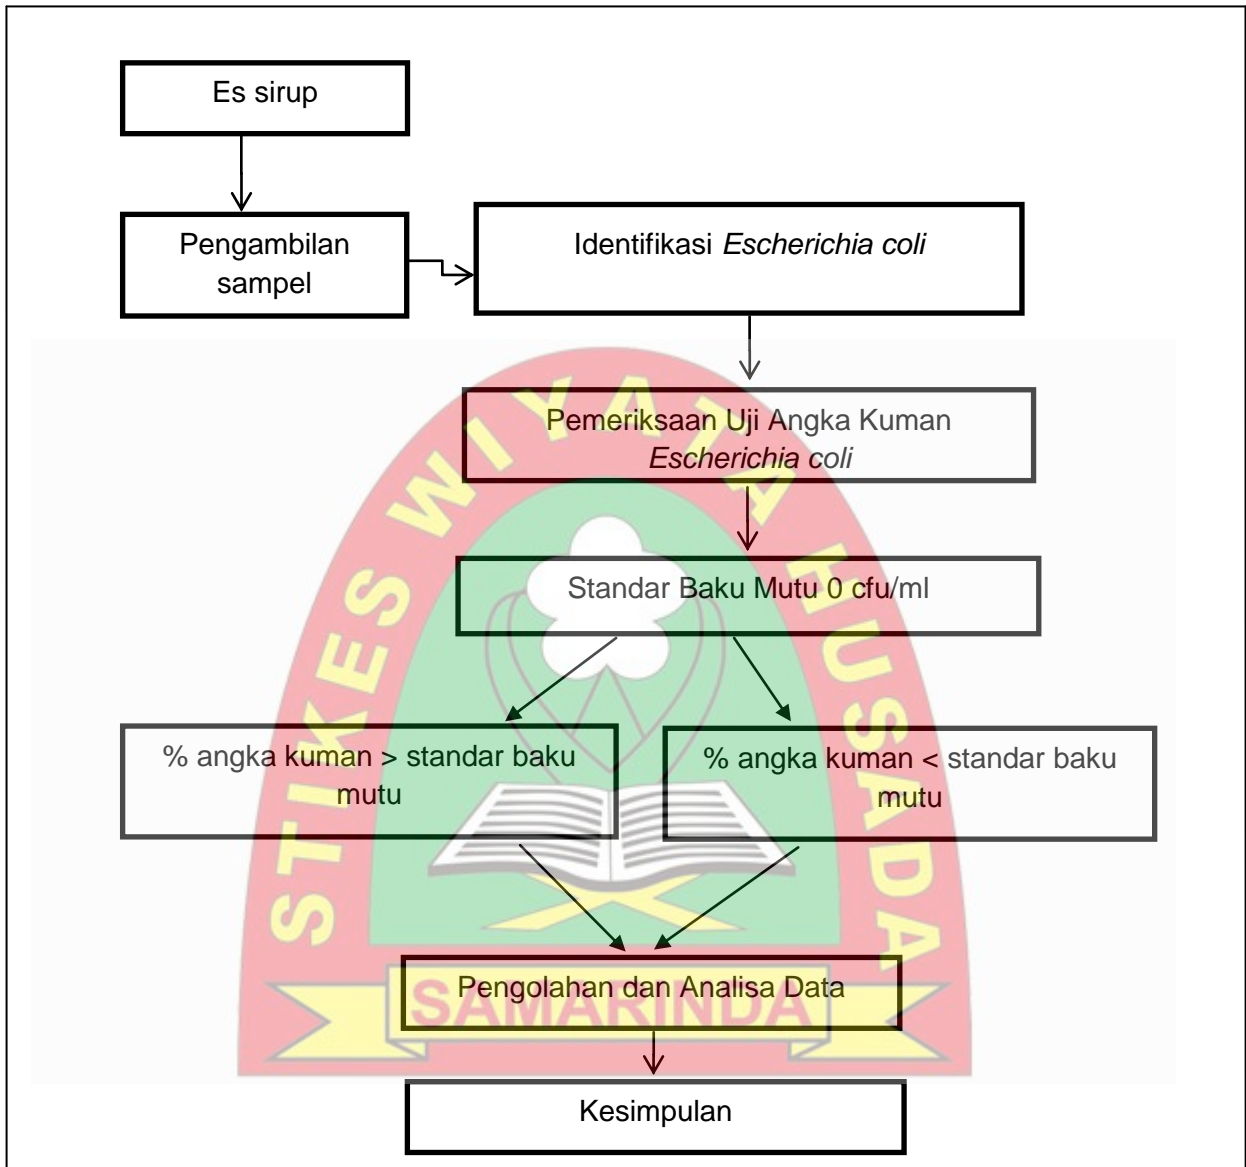 Es sirup
Pengambilan
sampel
Identifikasi Escherichia coli
Pemeriksaan Uji Angka Kuman
Escherichia coli
Standar Baku Mutu 0 cfu/ml
% angka kuman > standar baku
mutu
% angka kuman < standar baku
mutu
Pengolahan dan Analisa Data
Kesimpulan
STIKES WIYATA HUSADA
SAMARINDA